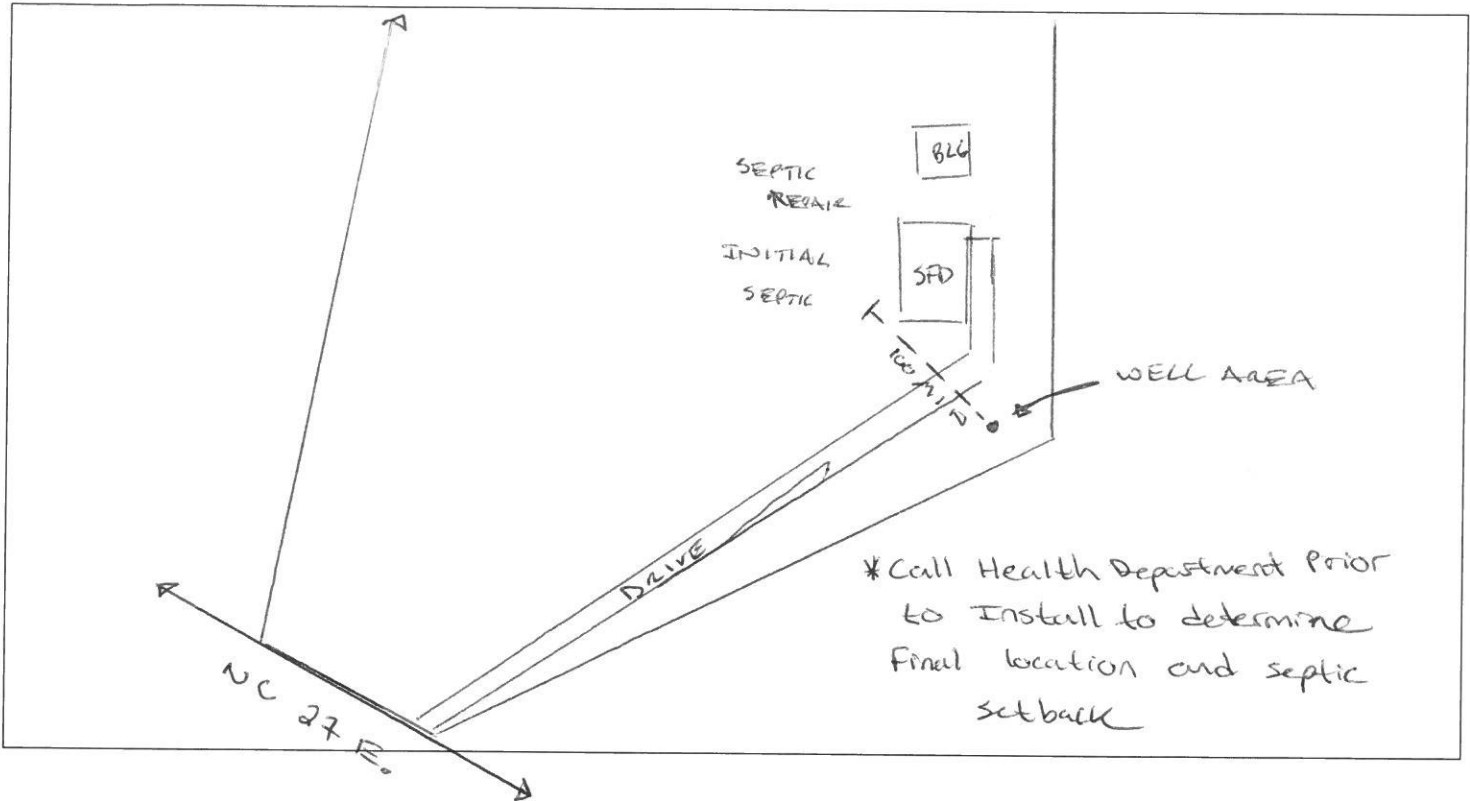 BLG
SEPTIC
REPAIR
INITIAL
SEPTIC
SFD
100 MIN
WELL AREA
DRIVE
*Call Health Department Prior
to Install to determine
Final location and septic
setback
NC 27 E.